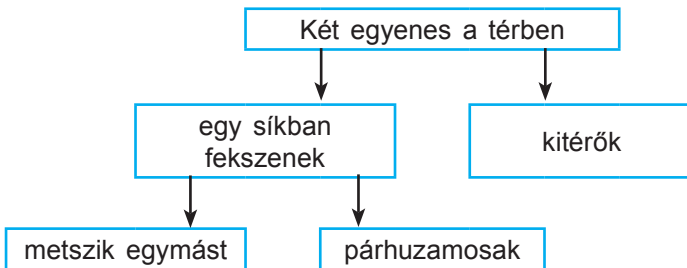 Két egyenes a térben
egy síkban
fekszenek
kitérők
metszik egymást
párhuzamosak